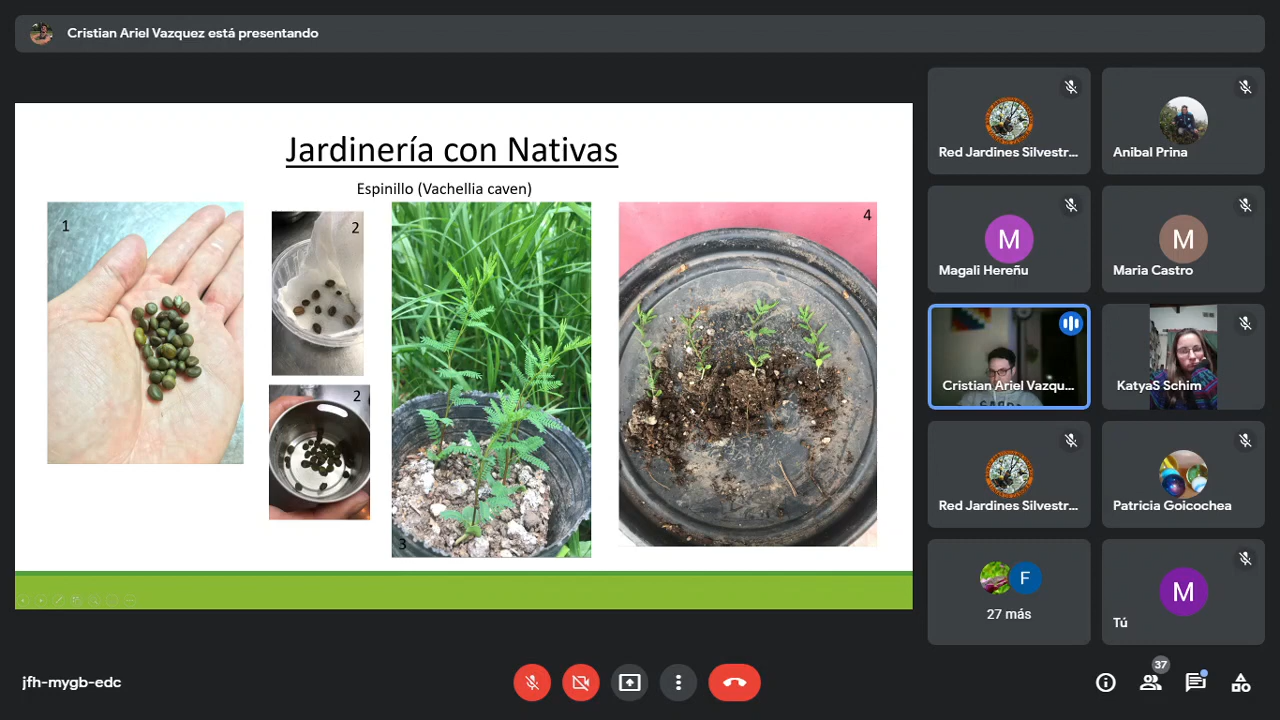 Cristian Ariel Vazquez está presentando
Jardinería con Nativas
Espinillo (Vachellia caven)
1
2
2
3
4
Red Jardines Silvestr...
Anibal Prina
M
Magali Hereñu
M
Maria Castro
Cristian Ariel Vazqu...
KatyaS Schim
Red Jardines Silvestr...
Patricia Goicochea
F
27 más
M
Tú
jfh-mygb-edc
37